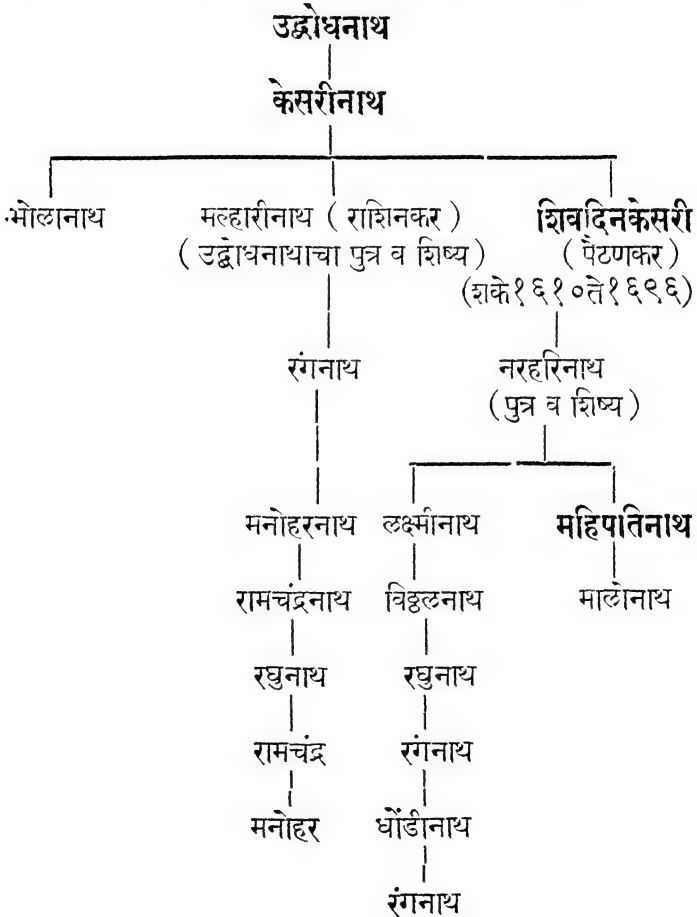 उद्बोधनाथ
केसरीनाथ
भोळानाथ मल्हारीनाथ ( राशिनकर ) शिवदिनकेसरी
( उद्बोधनाथाचा पुत्र व शिष्य ) ( पैठणकर )
(शके१६१०ते१६९६)
रंगनाथ नरहरिनाथ
( पुत्र व शिष्य )
मनोहरनाथ लक्ष्मीनाथ महिपतिनाथ
रामचंद्रनाथ विठ्ठलनाथ मालोनाथ
रघुनाथ रघुनाथ
रामचंद्र रंगनाथ
मनोहर धोंडीनाथ
रंगनाथ